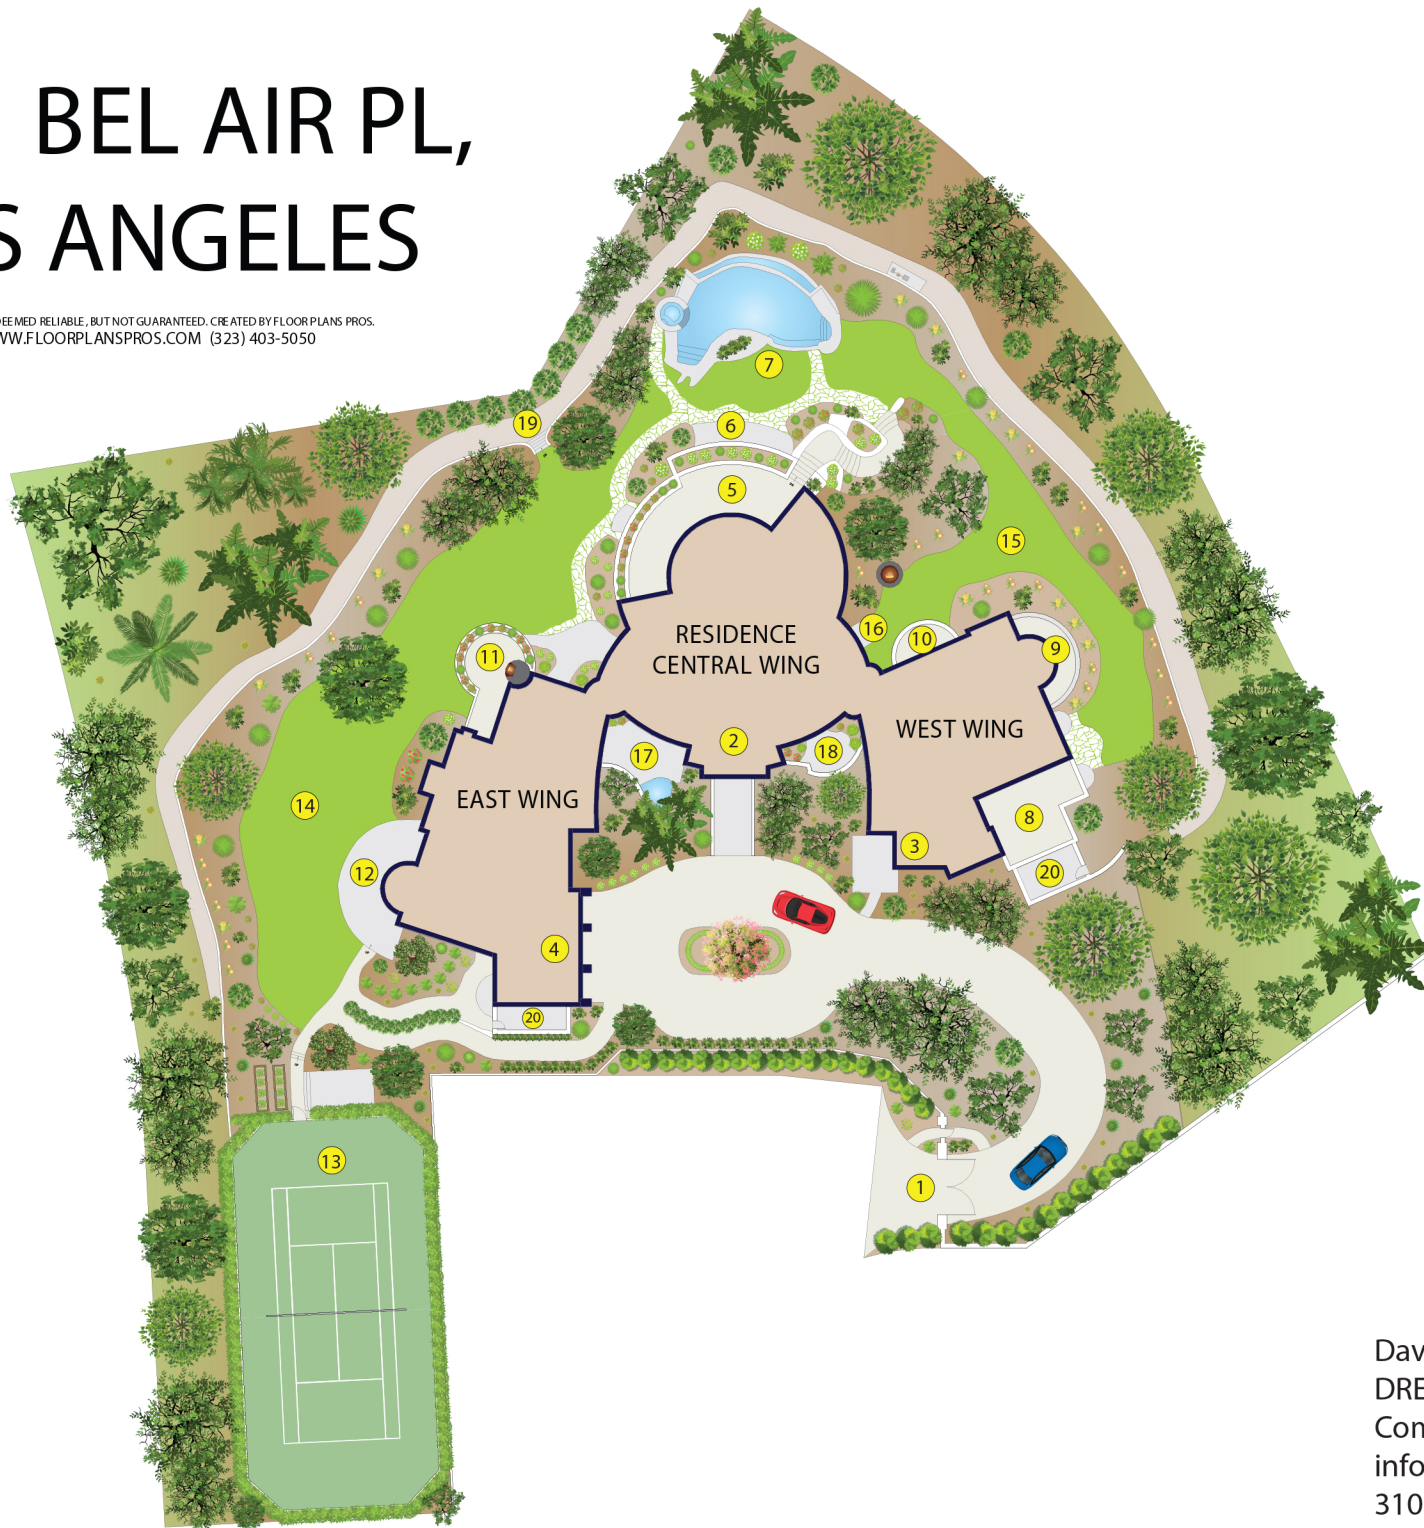 BEL AIR PL,
S ANGELES
DEEMED RELIABLE, BUT NOT GUARANTEED. CREATED BY FLOOR PLANS PROS.
WW.FLOORPLANSPROS.COM (323) 403-5050
7
19
6
5
15
RESIDENCE
CENTRAL WING
16
10
11
9
WEST WING
2
17
18
EAST WING
14
8
3
12
20
4
20
13
1
Dav
DRE
Con
info
310